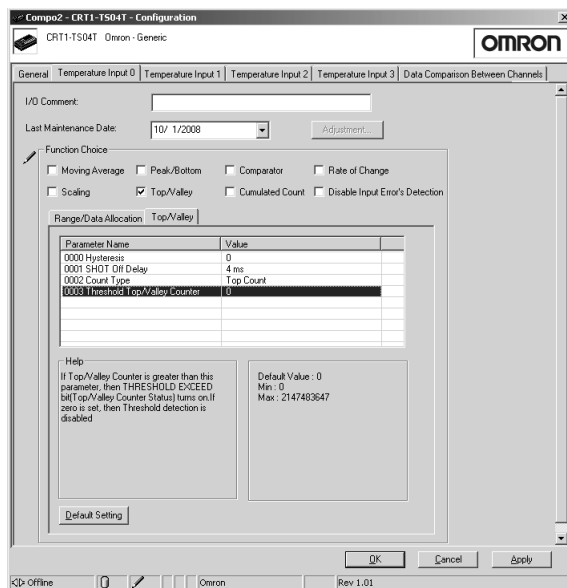 Compo2 - CRT1-TS04T - Configuration
CRT1-TS04T Omron - Generic
OMRON
General Temperature Input 0 Temperature Input 1 Temperature Input 2 Temperature Input 3 Data Comparison Between Channels
I/O Comment:
Last Maintenance Date: 10/ 1/2008 Adjustment...
Function Choice
Moving Average Peak/Bottom Comparator Rate of Change
Scaling Top/Valley Cumulated Count Disable Input Error's Detection
Range/Data Allocation Top/Valley
Parameter Name Value
0000 Hysteresis 0
0001 SHOT Off Delay 4 ms
0002 Count Type Top Count
0003 Threshold Top/Valley Counter 0
Help
If Top/Valley Counter is greater than this
parameter, then THRESHOLD EXCEED
bit(Top/Valley Counter Status) turns on.If
zero is set, then Threshold detection is
disabled
Default Value : 0
Min : 0
Max : 2147483647
Default Setting
OK Cancel Apply
Offline Omron Rev 1.01